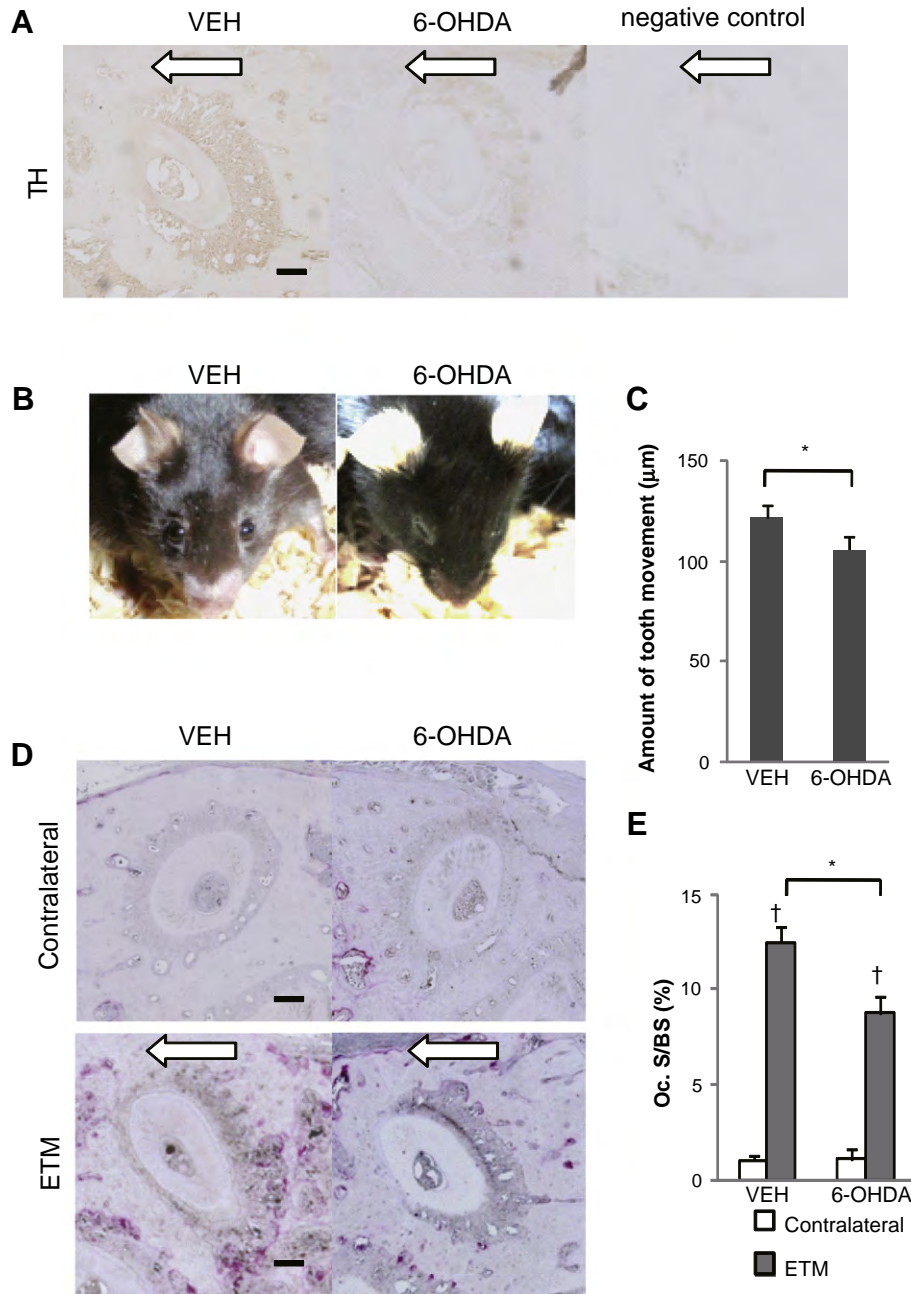 A
VEH
6-OHDA
negative control
TH
B
VEH
6-OHDA
C
*
150
100
50
0
Amount of tooth movement (μm)
VEH
6-OHDA
D
VEH
6-OHDA
Contralateral
ETM
E
*
†
†
15
10
5
0
Oc. S/BS (%)
VEH
6-OHDA
Contralateral
ETM